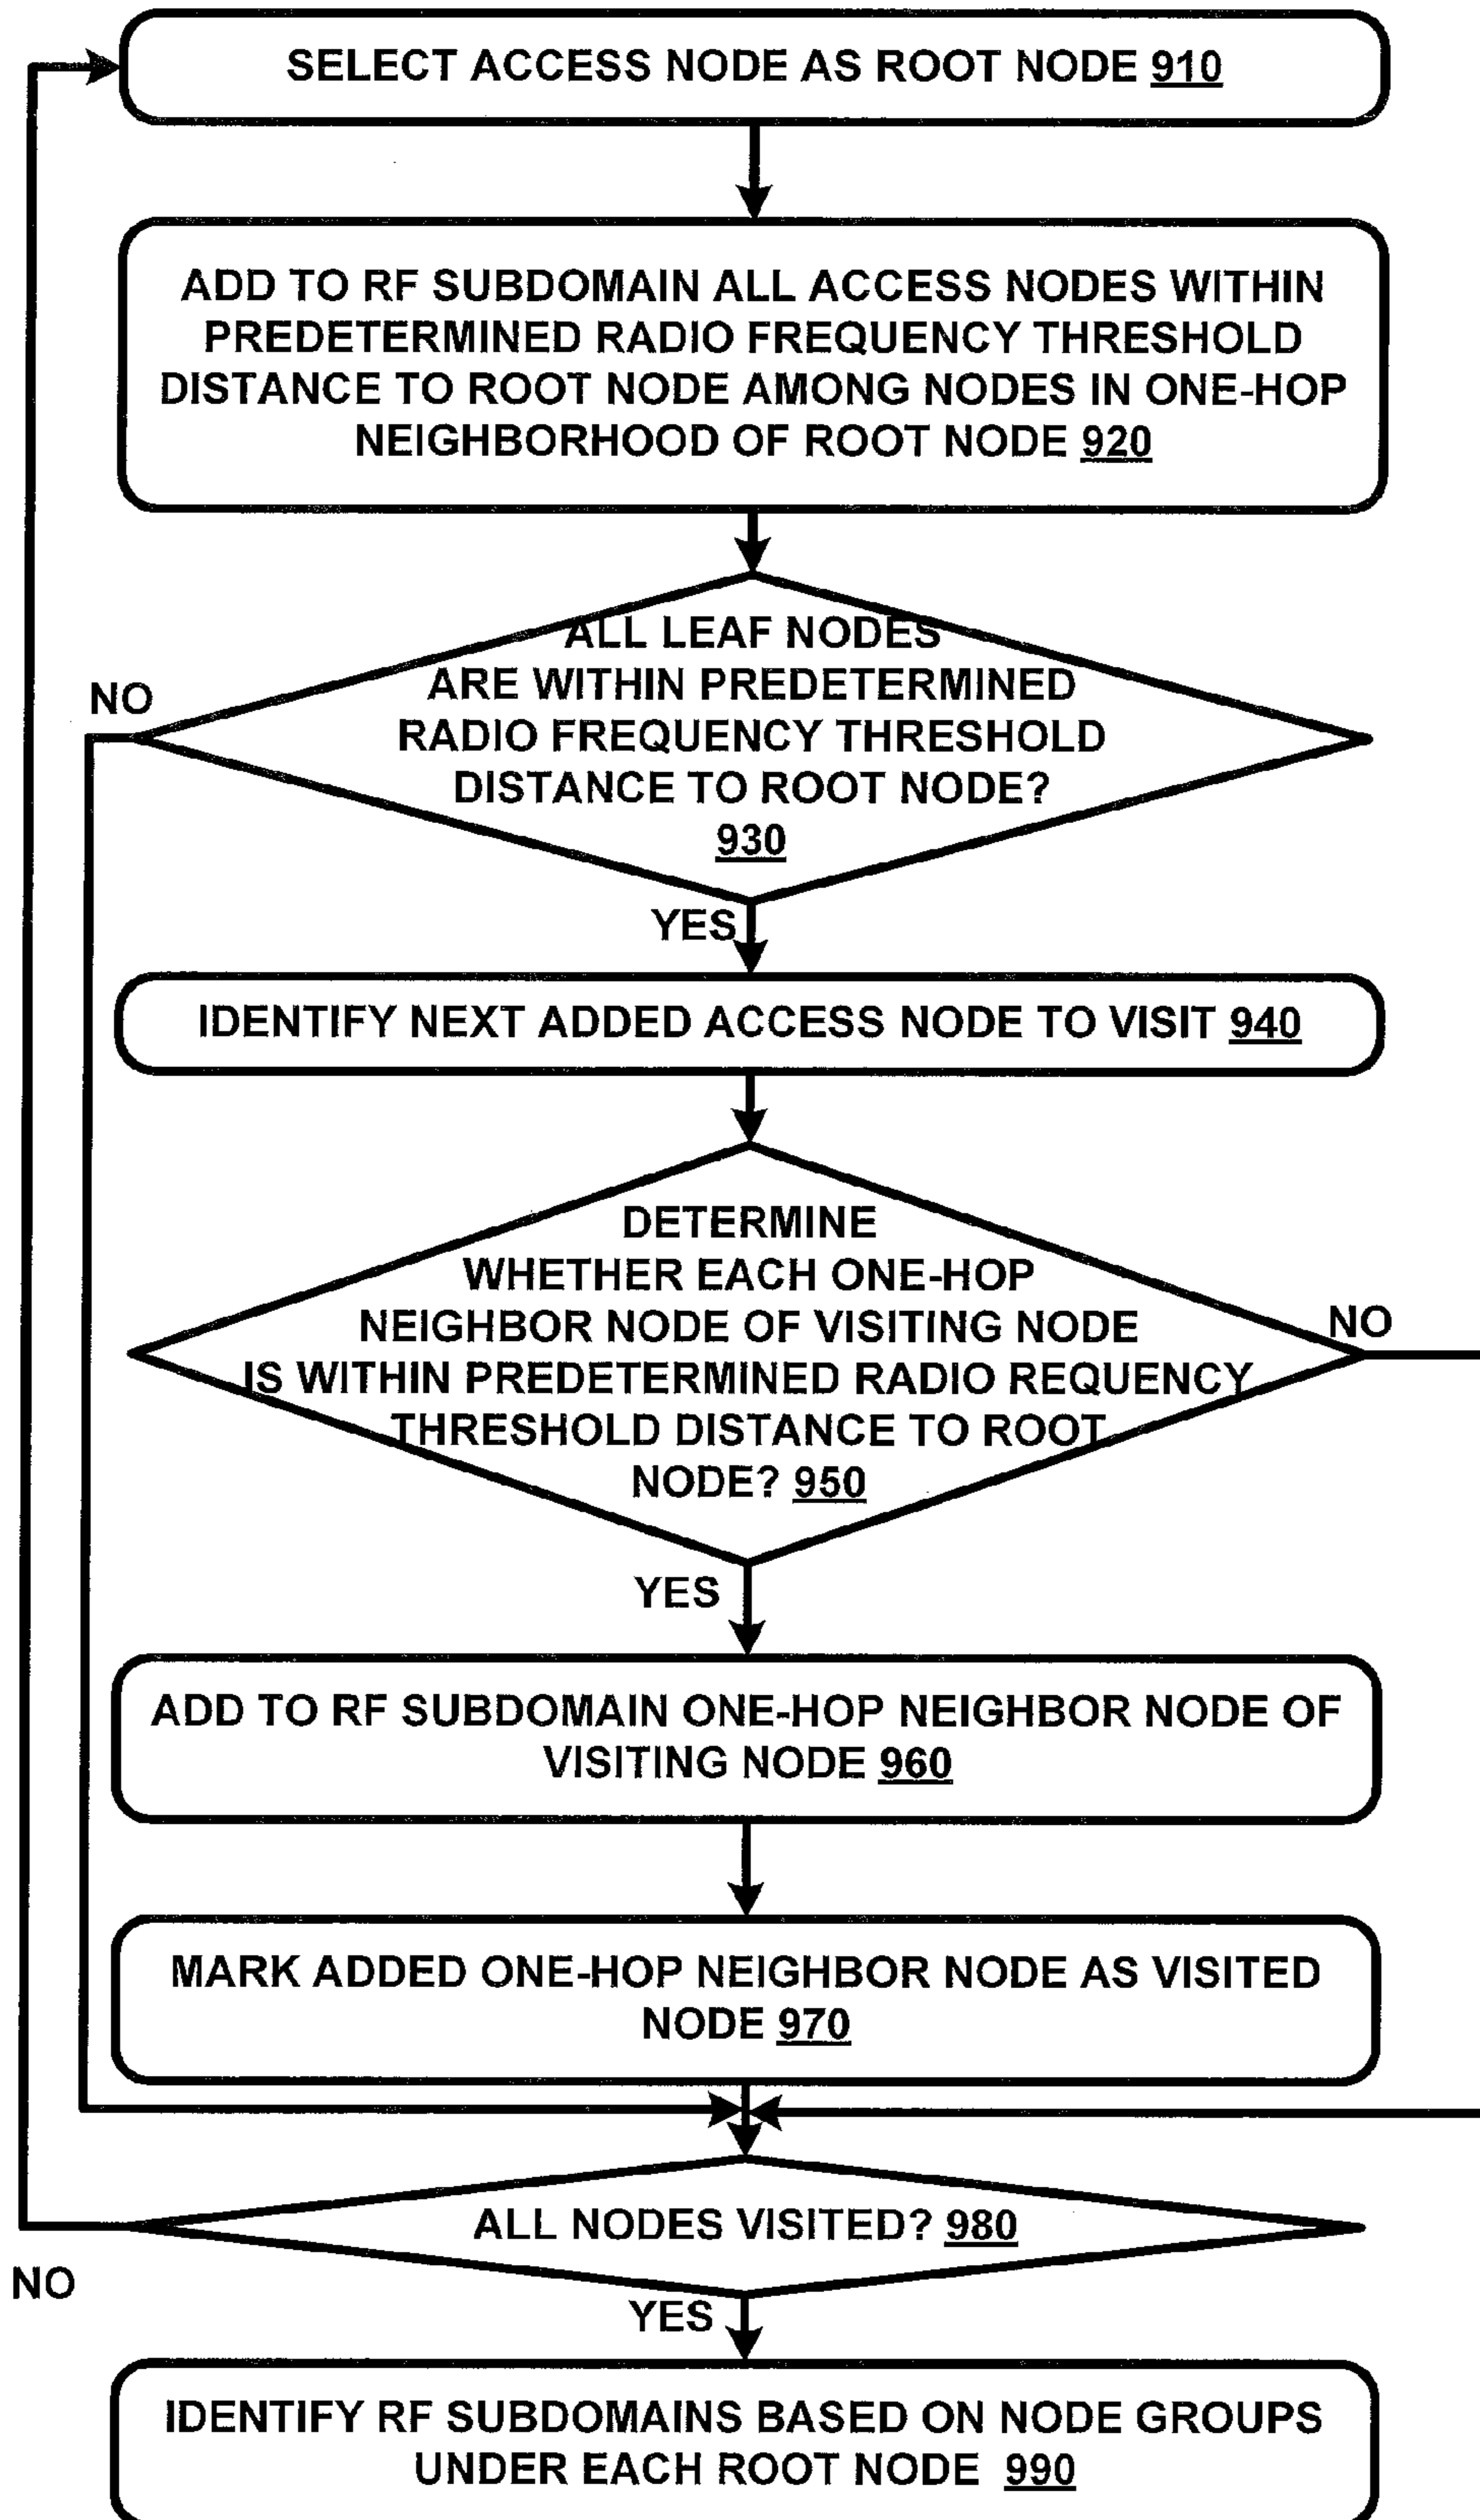 SELECT ACCESS NODE AS ROOT NODE 910
ADD TO RF SUBDOMAIN ALL ACCESS NODES WITHIN
PREDETERMINED RADIO FREQUENCY THRESHOLD
DISTANCE TO ROOT NODE AMONG NODES IN ONE-HOP
NEIGHBORHOOD OF ROOT NODE 920
ALL LEAF NODES
ARE WITHIN PREDETERMINED
RADIO FREQUENCY THRESHOLD
DISTANCE TO ROOT NODE?
930
NO
YES
IDENTIFY NEXT ADDED ACCESS NODE TO VISIT 940
DETERMINE
WHETHER EACH ONE-HOP
NEIGHBOR NODE OF VISITING NODE
IS WITHIN PREDETERMINED RADIO REQUENCY
THRESHOLD DISTANCE TO ROOT
NODE? 950
NO
YES
ADD TO RF SUBDOMAIN ONE-HOP NEIGHBOR NODE OF
VISITING NODE 960
MARK ADDED ONE-HOP NEIGHBOR NODE AS VISITED
NODE 970
ALL NODES VISITED? 980
NO
YES
IDENTIFY RF SUBDOMAINS BASED ON NODE GROUPS
UNDER EACH ROOT NODE 990